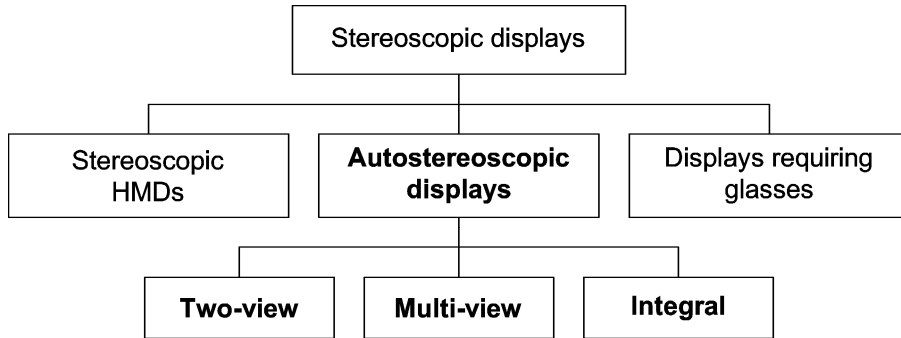 Stereoscopic displays
Stereoscopic
HMDs
Autostereoscopic
displays
Displays requiring
glasses
Two-view
Multi-view
Integral